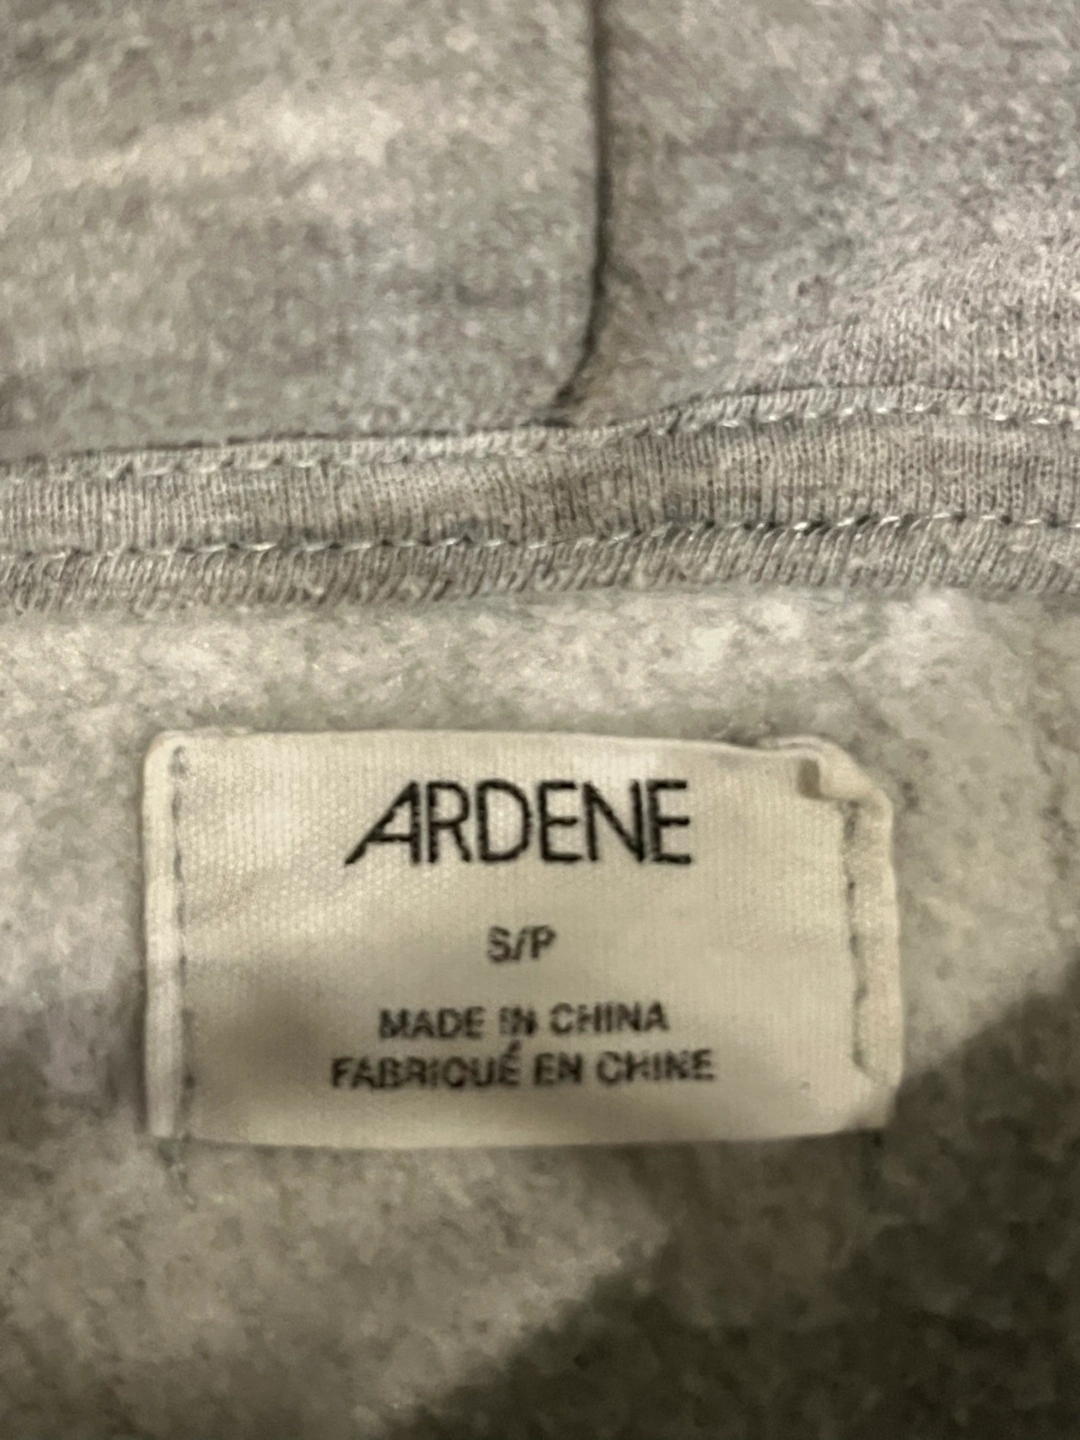 ARDENE
S/P
MADE IN CHINA
FABRIQUÉ EN CHINE